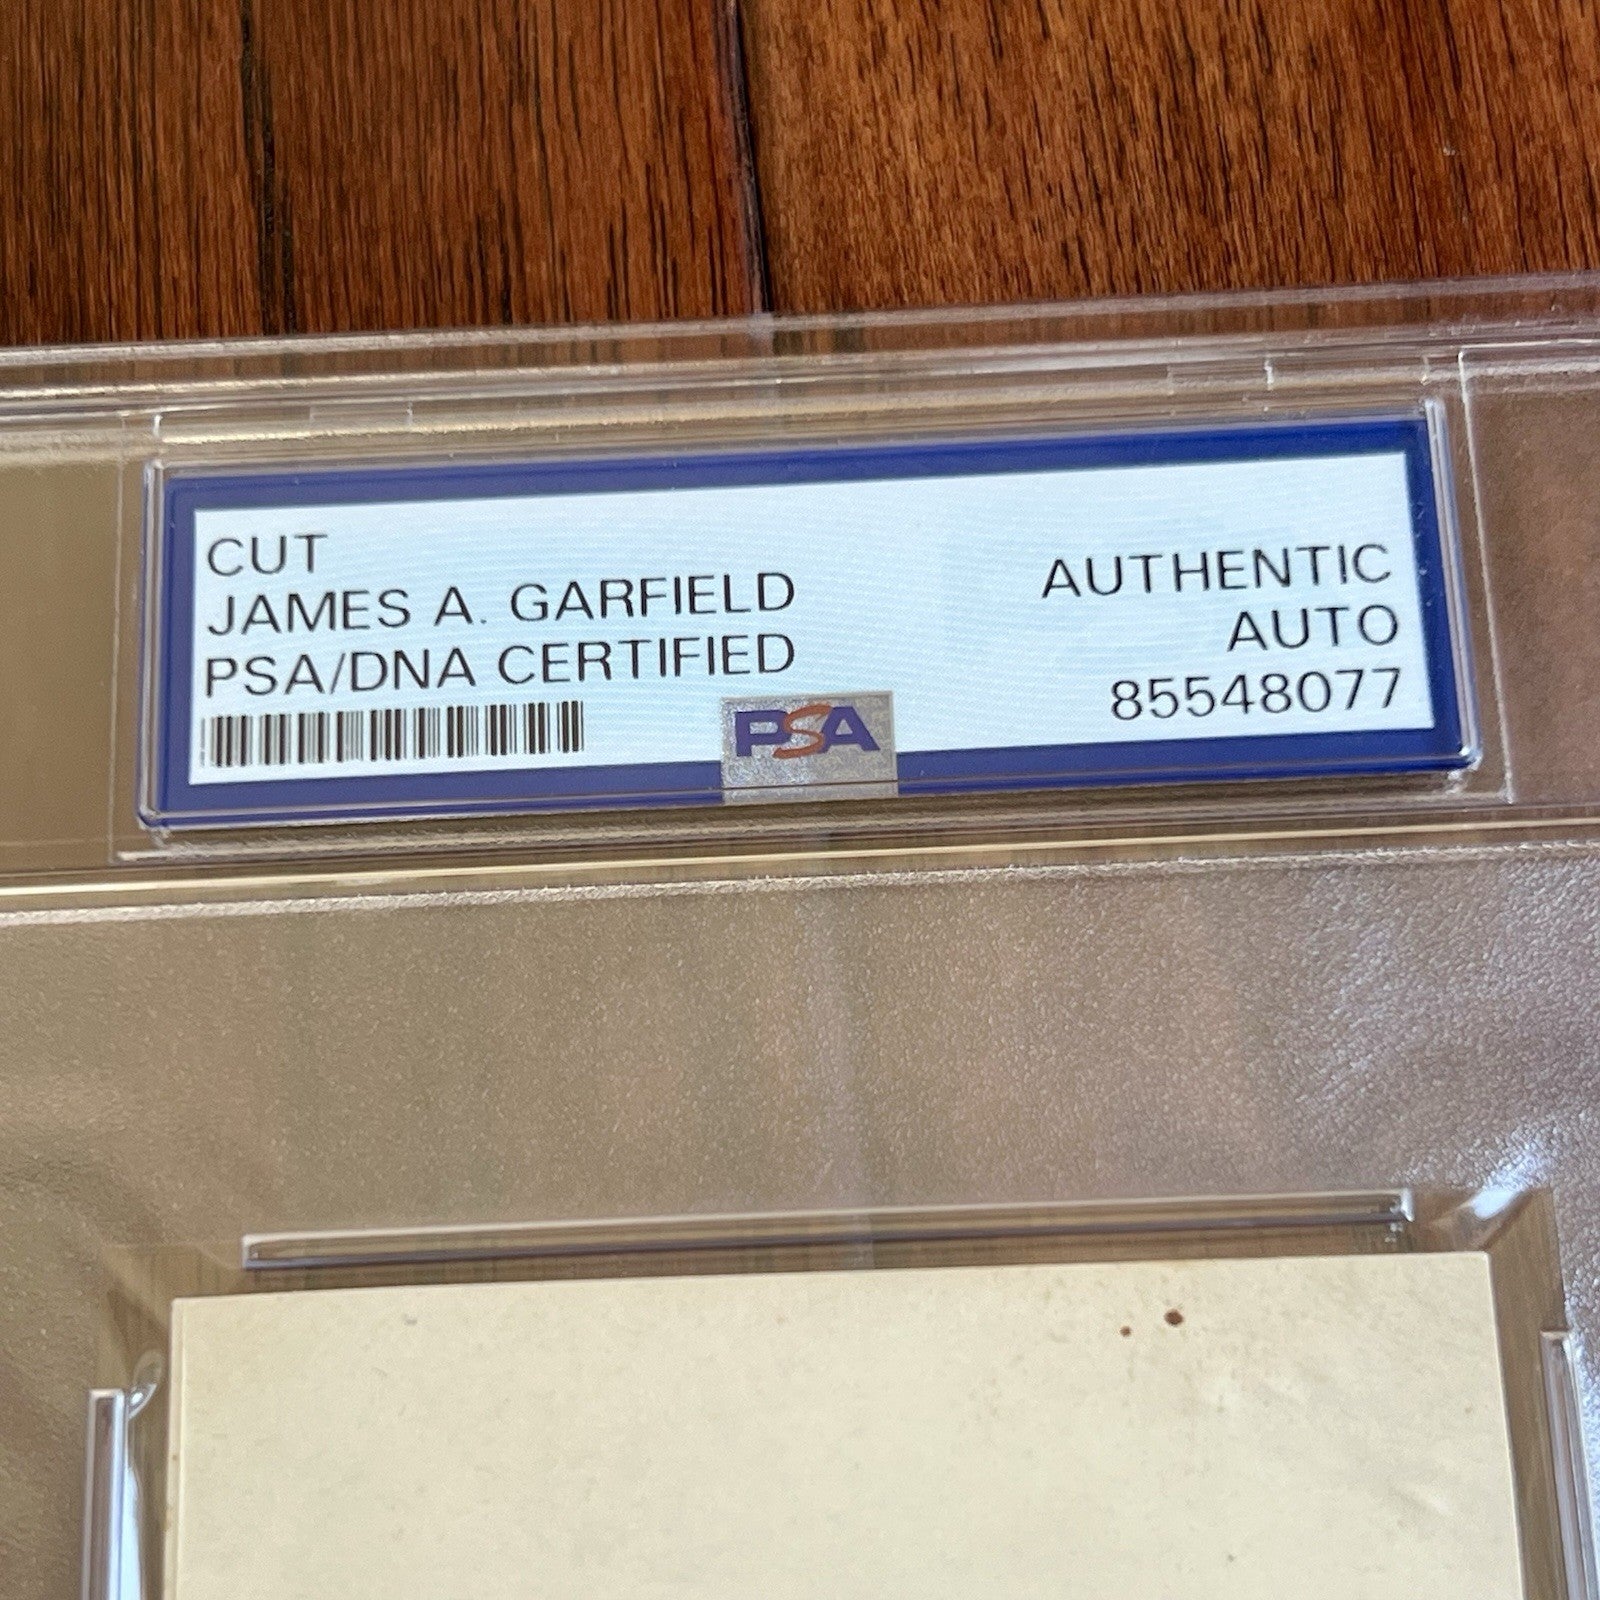 CUT
JAMES A. GARFIELD
PSA/DNA CERTIFIED
AUTHENTIC
AUTO
85548077
PSA